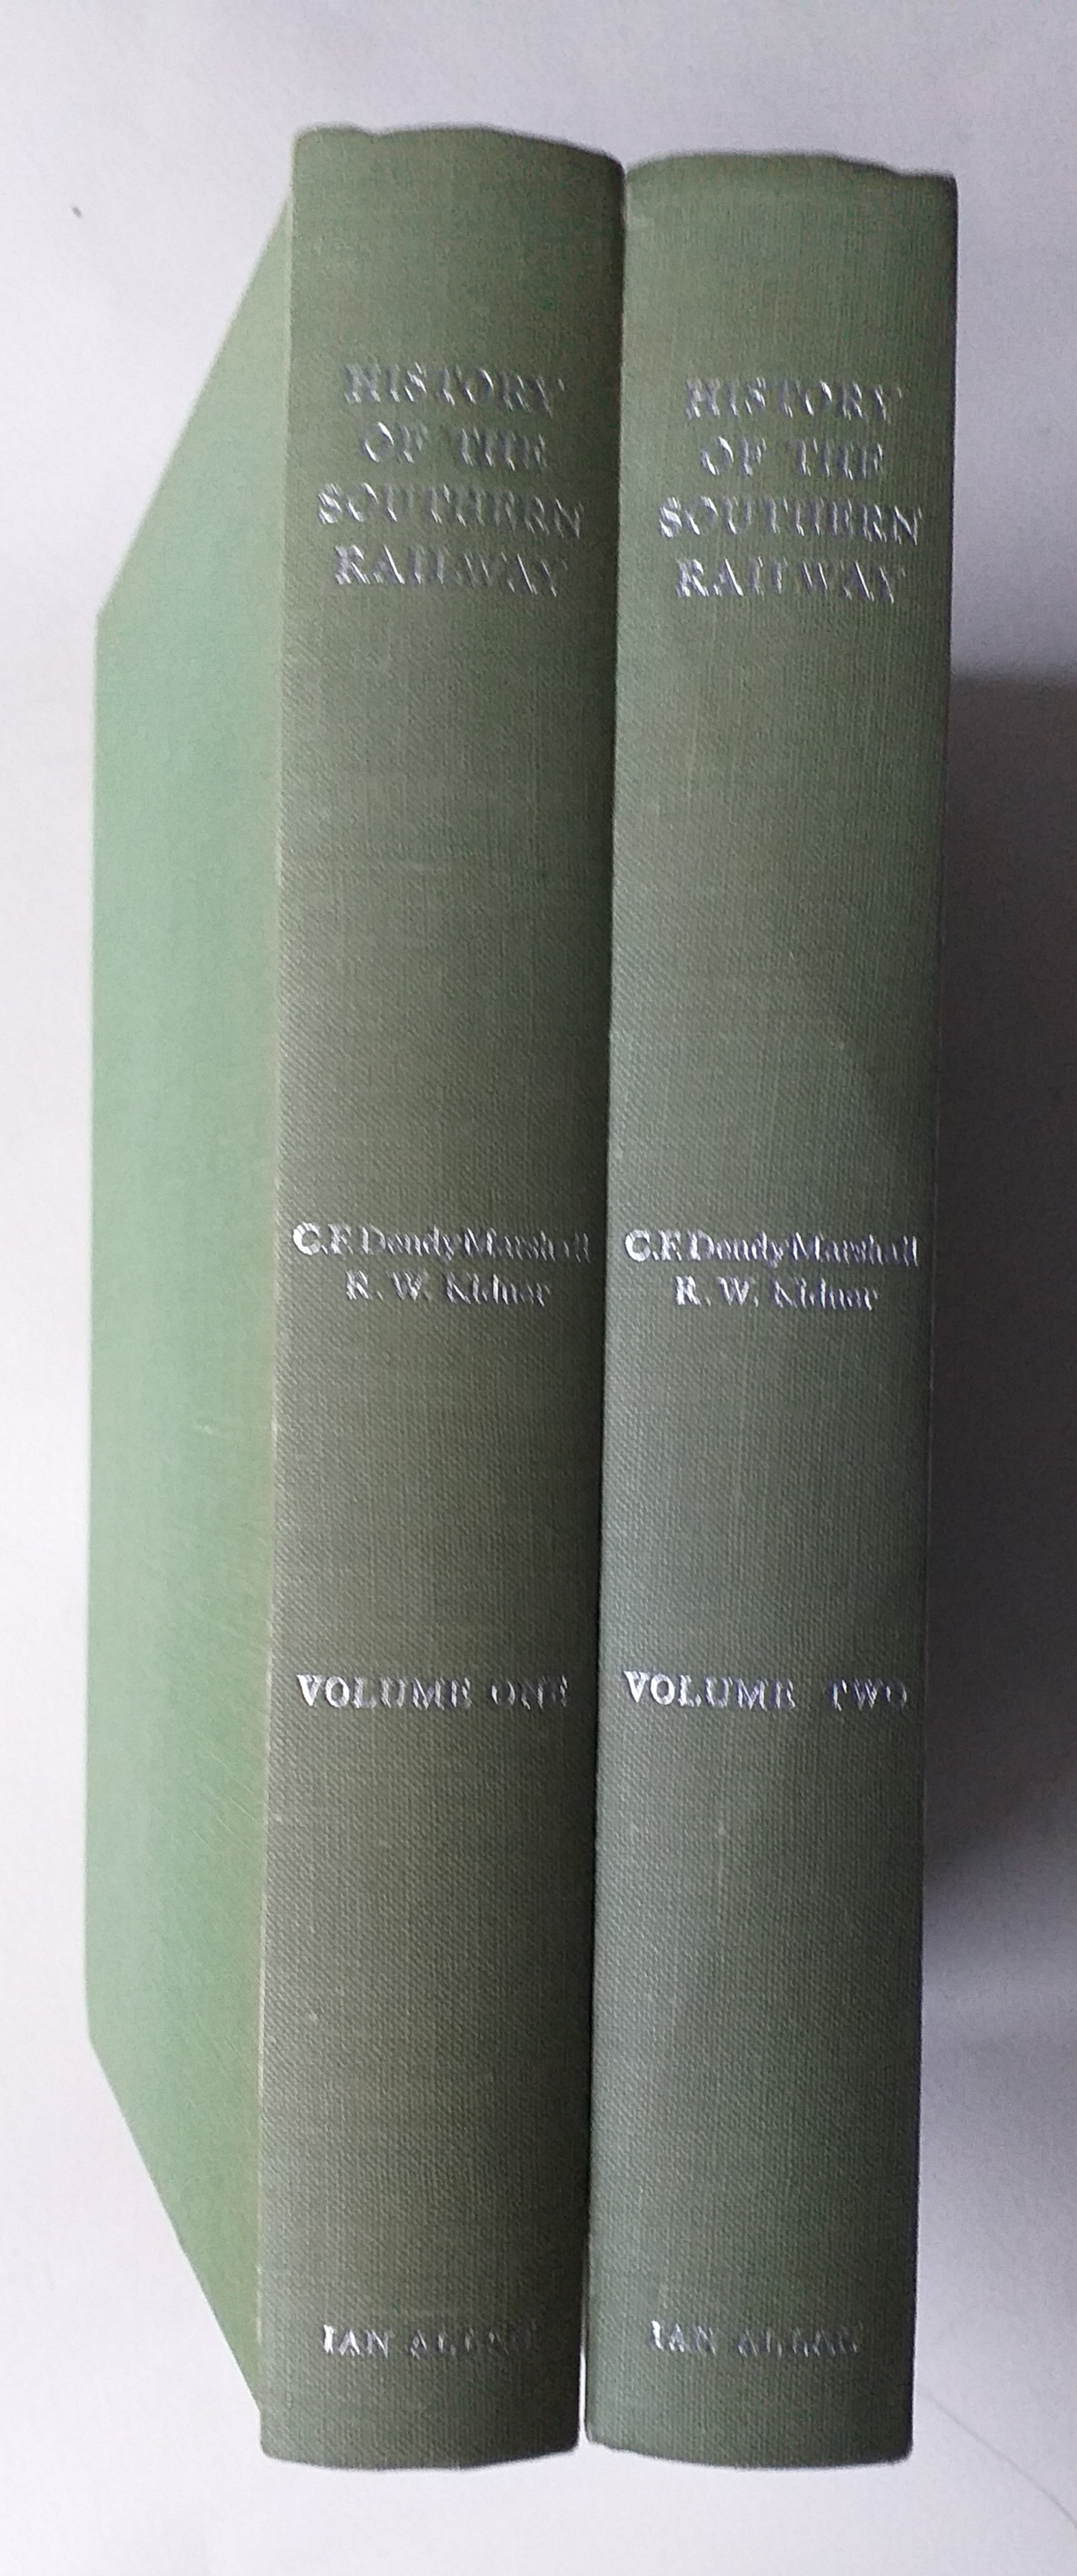 HISTORY
OF THE
SOUTHERN
RAILWAY
C.F. Dendy Marshall
R. W. Kidner
VOLUME ONE
IAN ALLAN
HISTORY
OF THE
SOUTHERN
RAILWAY
C.F. Dendy Marshall
R. W. Kidner
VOLUME TWO
IAN ALLAN